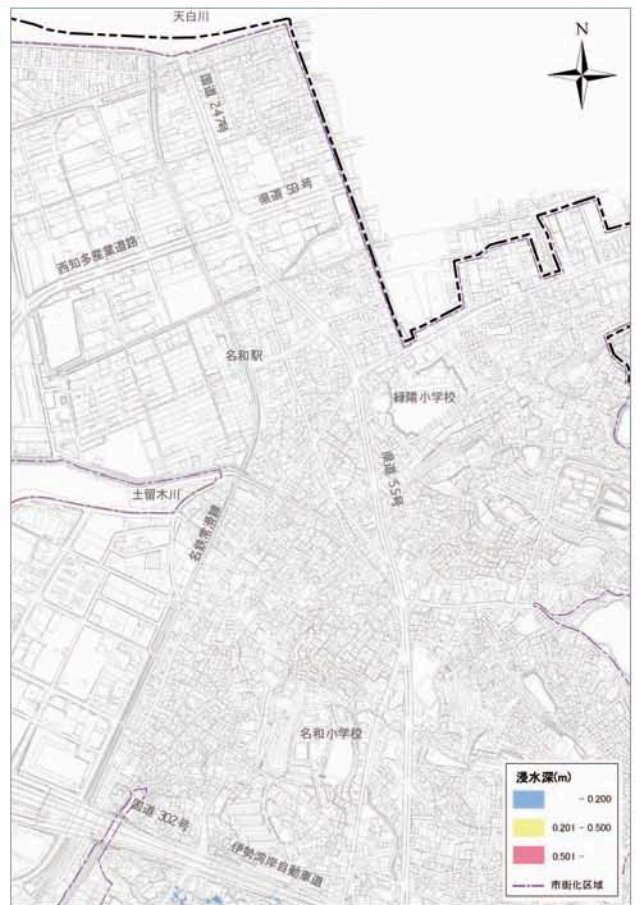 天白川
N
国道 247号
県道 59号
西知多産業道路
名和駅
緑陽小学校
県道 55号
土留木川
名鉄常滑線
名和小学校
国道 302号
伊勢湾岸自動車道
浸水深(m)
- 0.200
0.201 - 0.500
0.501 -
市街化区域